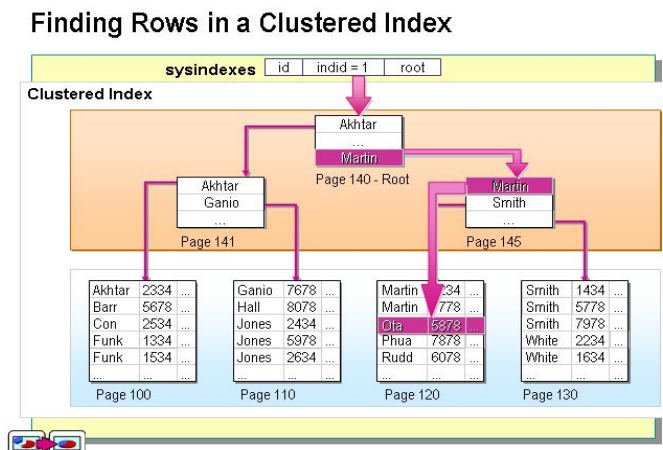 Finding Rows in a Clustered Index
sysindexes id indid = 1 root
Clustered Index
Akhtar
...
Martin
Page 140 - Root
Akhtar
Ganio
...
Page 141
Martin
Smith
...
Page 145
Akhtar 2334 ...
Barr 5678 ...
Con 2534 ...
Funk 1334 ...
Funk 1534 ...
... ... ...
Page 100
Ganio 7678 ...
Hall 8078 ...
Jones 2434 ...
Jones 5978 ...
Jones 2634 ...
... ... ...
Page 110
Martin 234 ...
Martin 778 ...
Ota 5878 ...
Phua 7878 ...
Rudd 6078 ...
... ... ...
Page 120
Smith 1434 ...
Smith 5778 ...
Smith 7978 ...
White 2234 ...
White 1634 ...
... ... ...
Page 130